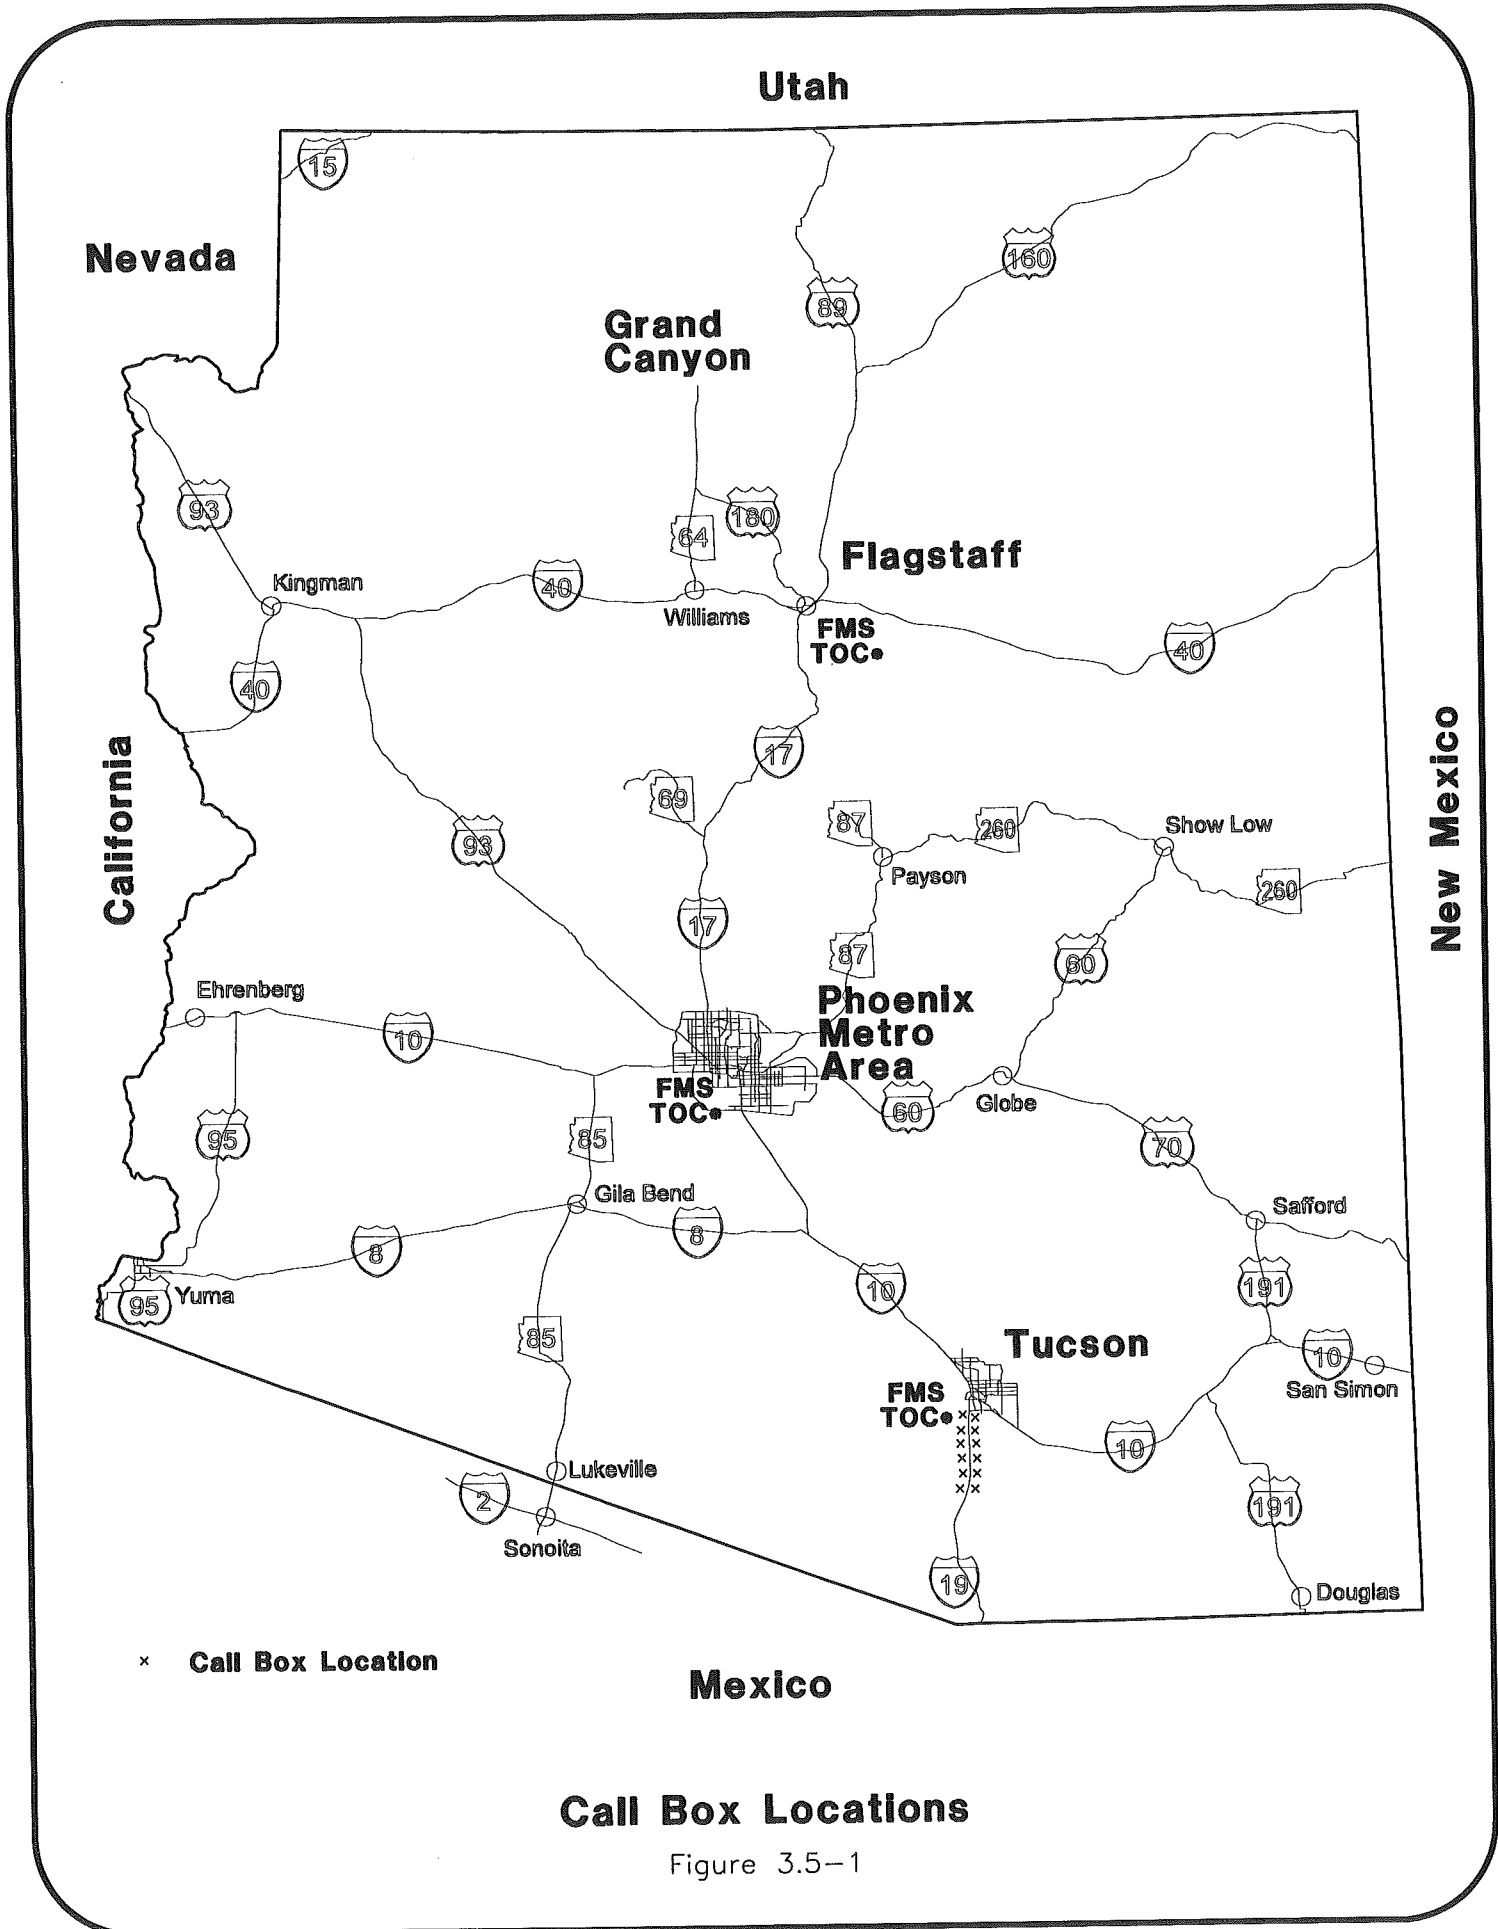 Utah
15
Nevada
160
89
Grand
Canyon
93
180
64
Flagstaff
Kingman
40
Williams
FMS
TOC
40
40
17
California
New Mexico
69
87
260
Show Low
93
Payson
260
17
87
60
Ehrenberg
Phoenix
Metro
Area
10
FMS
TOC
60
Globe
95
85
70
Gila Bend
Safford
8
8
95
Yuma
10
191
85
Tucson
10
San Simon
FMS
TOC
10
Lukeville
2
191
Sonoita
19
Douglas
x Call Box Location
Mexico
Call Box Locations
Figure 3.5-1